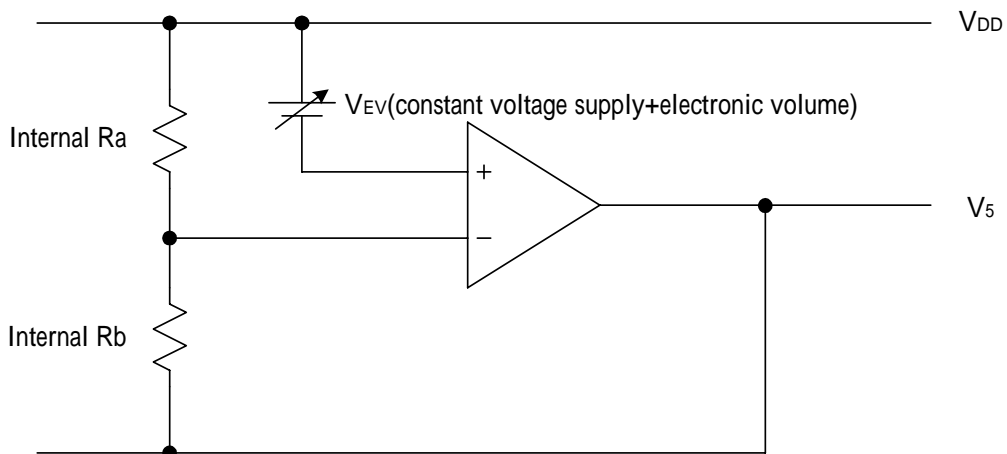 VDD
VEV(constant voltage supply+electronic volume)
Internal Ra
+
V5
−
Internal Rb